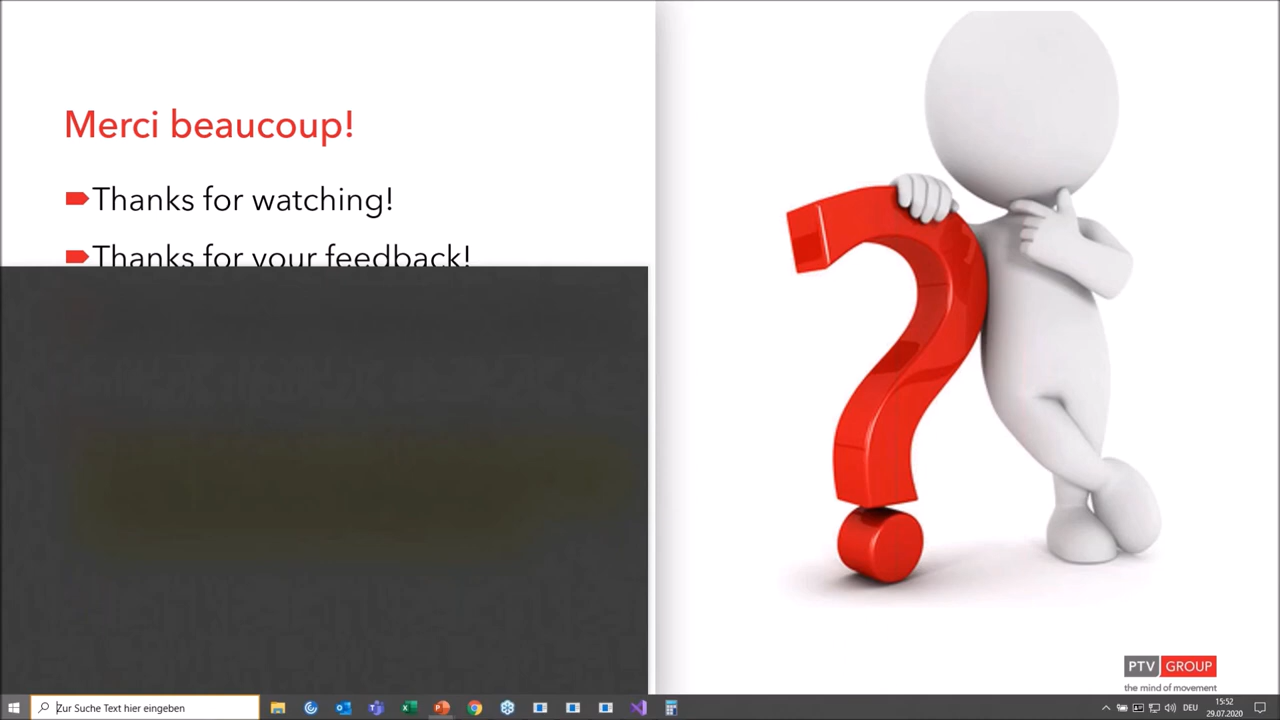 Merci beaucoup!
Thanks for watching!
Thanks for your feedback!
PTV GROUP
the mind of movement
Zur Suche Text hier eingeben
DEU
15:52
29.07.2020